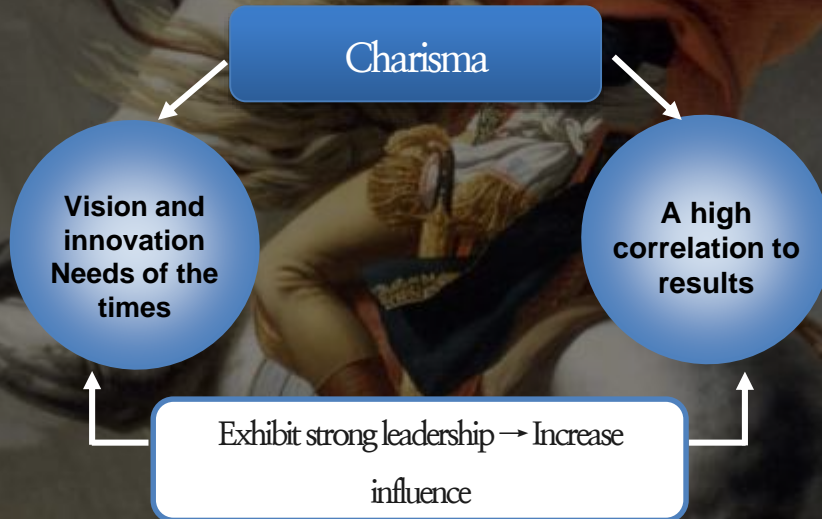 Charisma
Vision and
innovation
Needs of the
times
A high
correlation to
results
Exhibit strong leadership → Increase
influence